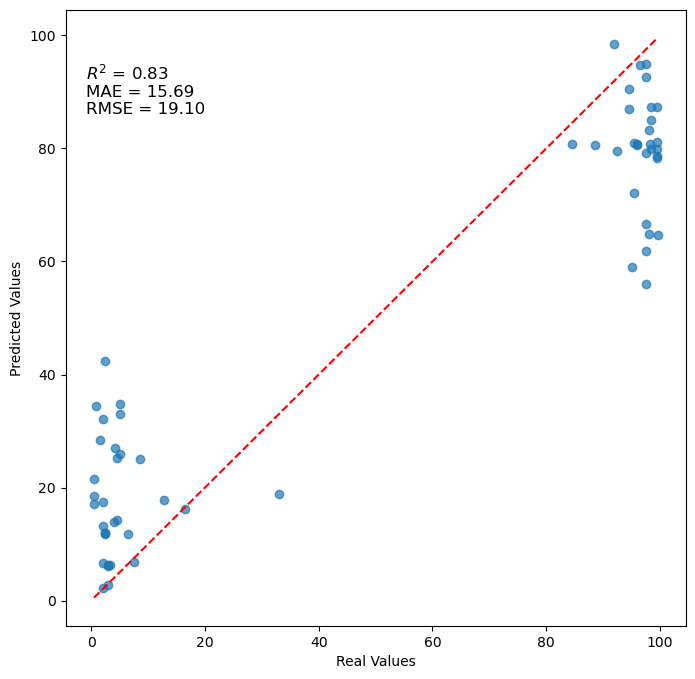 R² = 0.83
MAE = 15.69
RMSE = 19.10
100
80
60
40
20
0
Predicted Values
0 20 40 60 80 100
Real Values